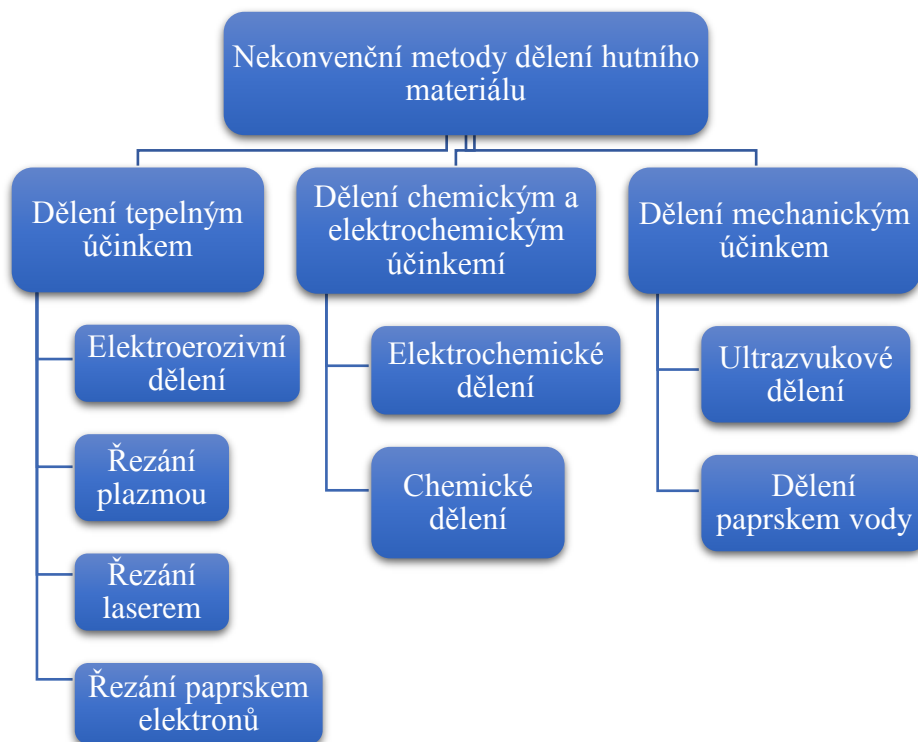 Nekonvenční metody dělení hutního
materiálu
Dělení tepelným
účinkem
Elektroerozivní
dělení
Řezání
plazmou
Řezání
laserem
Řezání paprskem
elektronů
Dělení chemickým a
elektrochemickým
účinkemí
Elektrochemické
dělení
Chemické
dělení
Dělení mechanickým
účinkem
Ultrazvukové
dělení
Dělení
paprskem vody